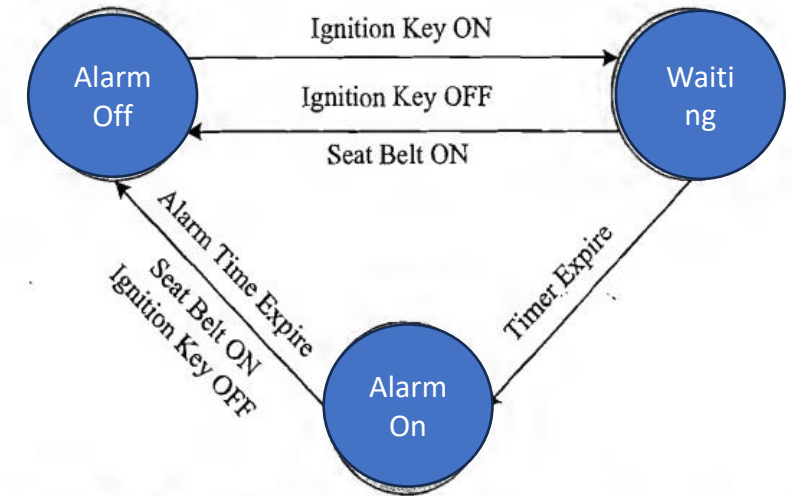 Ignition Key ON
Alarm
Off
Waiti
ng
Ignition Key OFF
Seat Belt ON
Alarm Time Expire
Seat Belt ON
Ignition Key OFF
Timer Expire
Alarm
On